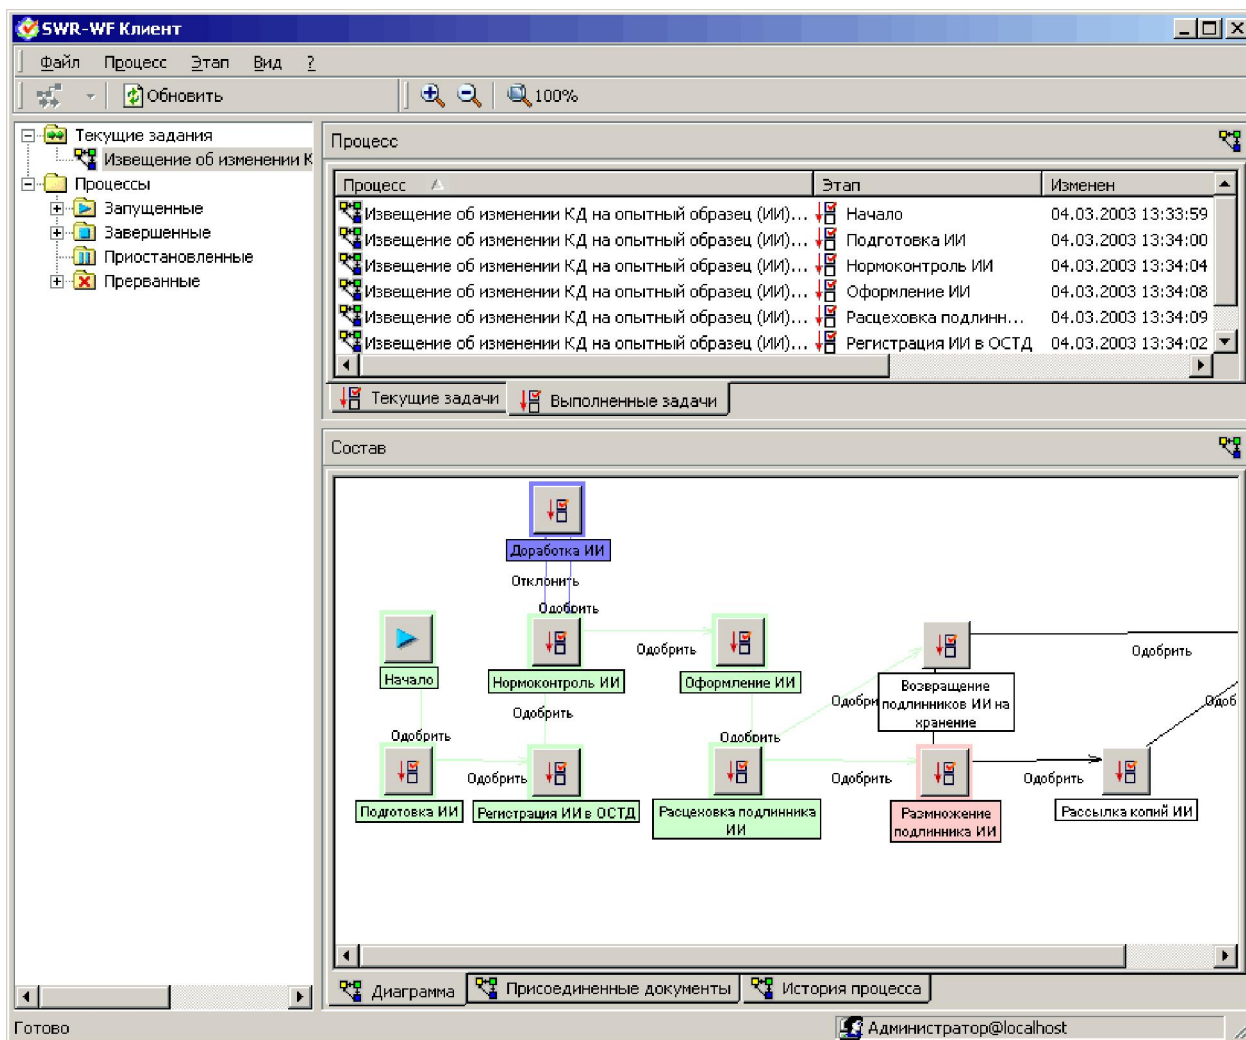 SWR-WF Клиент
Файл Процесс Этап Вид ?
Обновить 100%
Текущие задания
Извещение об изменении К
Процессы
Запущенные
Завершенные
Приостановленные
Прерванные
Процесс
Процесс Этап Изменен
Извещение об изменении КД на опытный образец (ИИ)... Начало 04.03.2003 13:33:59
Извещение об изменении КД на опытный образец (ИИ)... Подготовка ИИ 04.03.2003 13:34:00
Извещение об изменении КД на опытный образец (ИИ)... Нормоконтроль ИИ 04.03.2003 13:34:04
Извещение об изменении КД на опытный образец (ИИ)... Оформление ИИ 04.03.2003 13:34:08
Извещение об изменении КД на опытный образец (ИИ)... Расцеховка подлинн... 04.03.2003 13:34:09
Извещение об изменении КД на опытный образец (ИИ)... Регистрация ИИ в ОСТД 04.03.2003 13:34:02
Текущие задачи Выполненные задачи
Состав
Доработка ИИ
Отклонить
Одобрить
Одобрить
Одобрить
Начало
Нормоконтроль ИИ
Оформление ИИ
Возвращение
подлинников ИИ на
хранение
Одобри
Одоб
Одобрить
Одобрить
Одобрить
Одобрить
Одобрить
Одобрить
Подготовка ИИ
Регистрация ИИ в ОСТД
Расцеховка подлинника
ИИ
Размножение
подлинника ИИ
Рассылка копий ИИ
Диаграмма Присоединенные документы История процесса
Готово Администратор@localhost